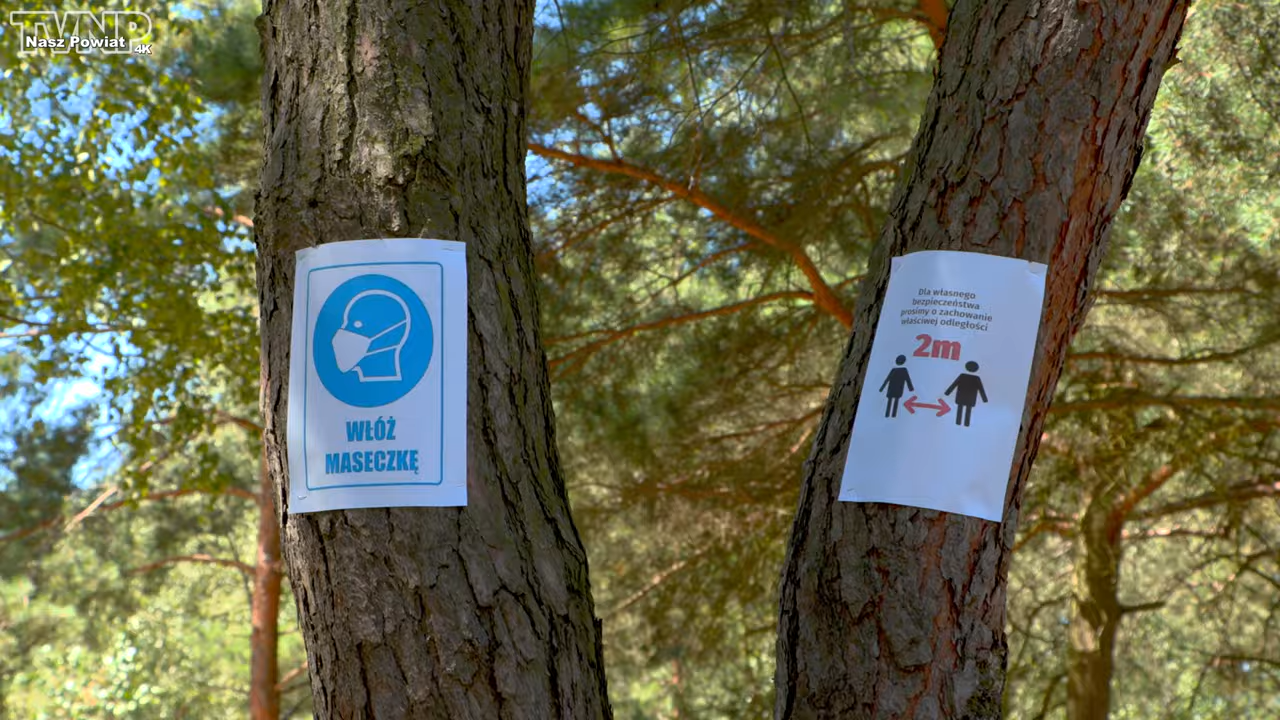 TVNP
Nasz Powiat 4K
WŁÓŻ
MASECZKĘ
Dla własnego
bezpieczeństwa
prosimy o zachowanie
właściwej odległości
2m